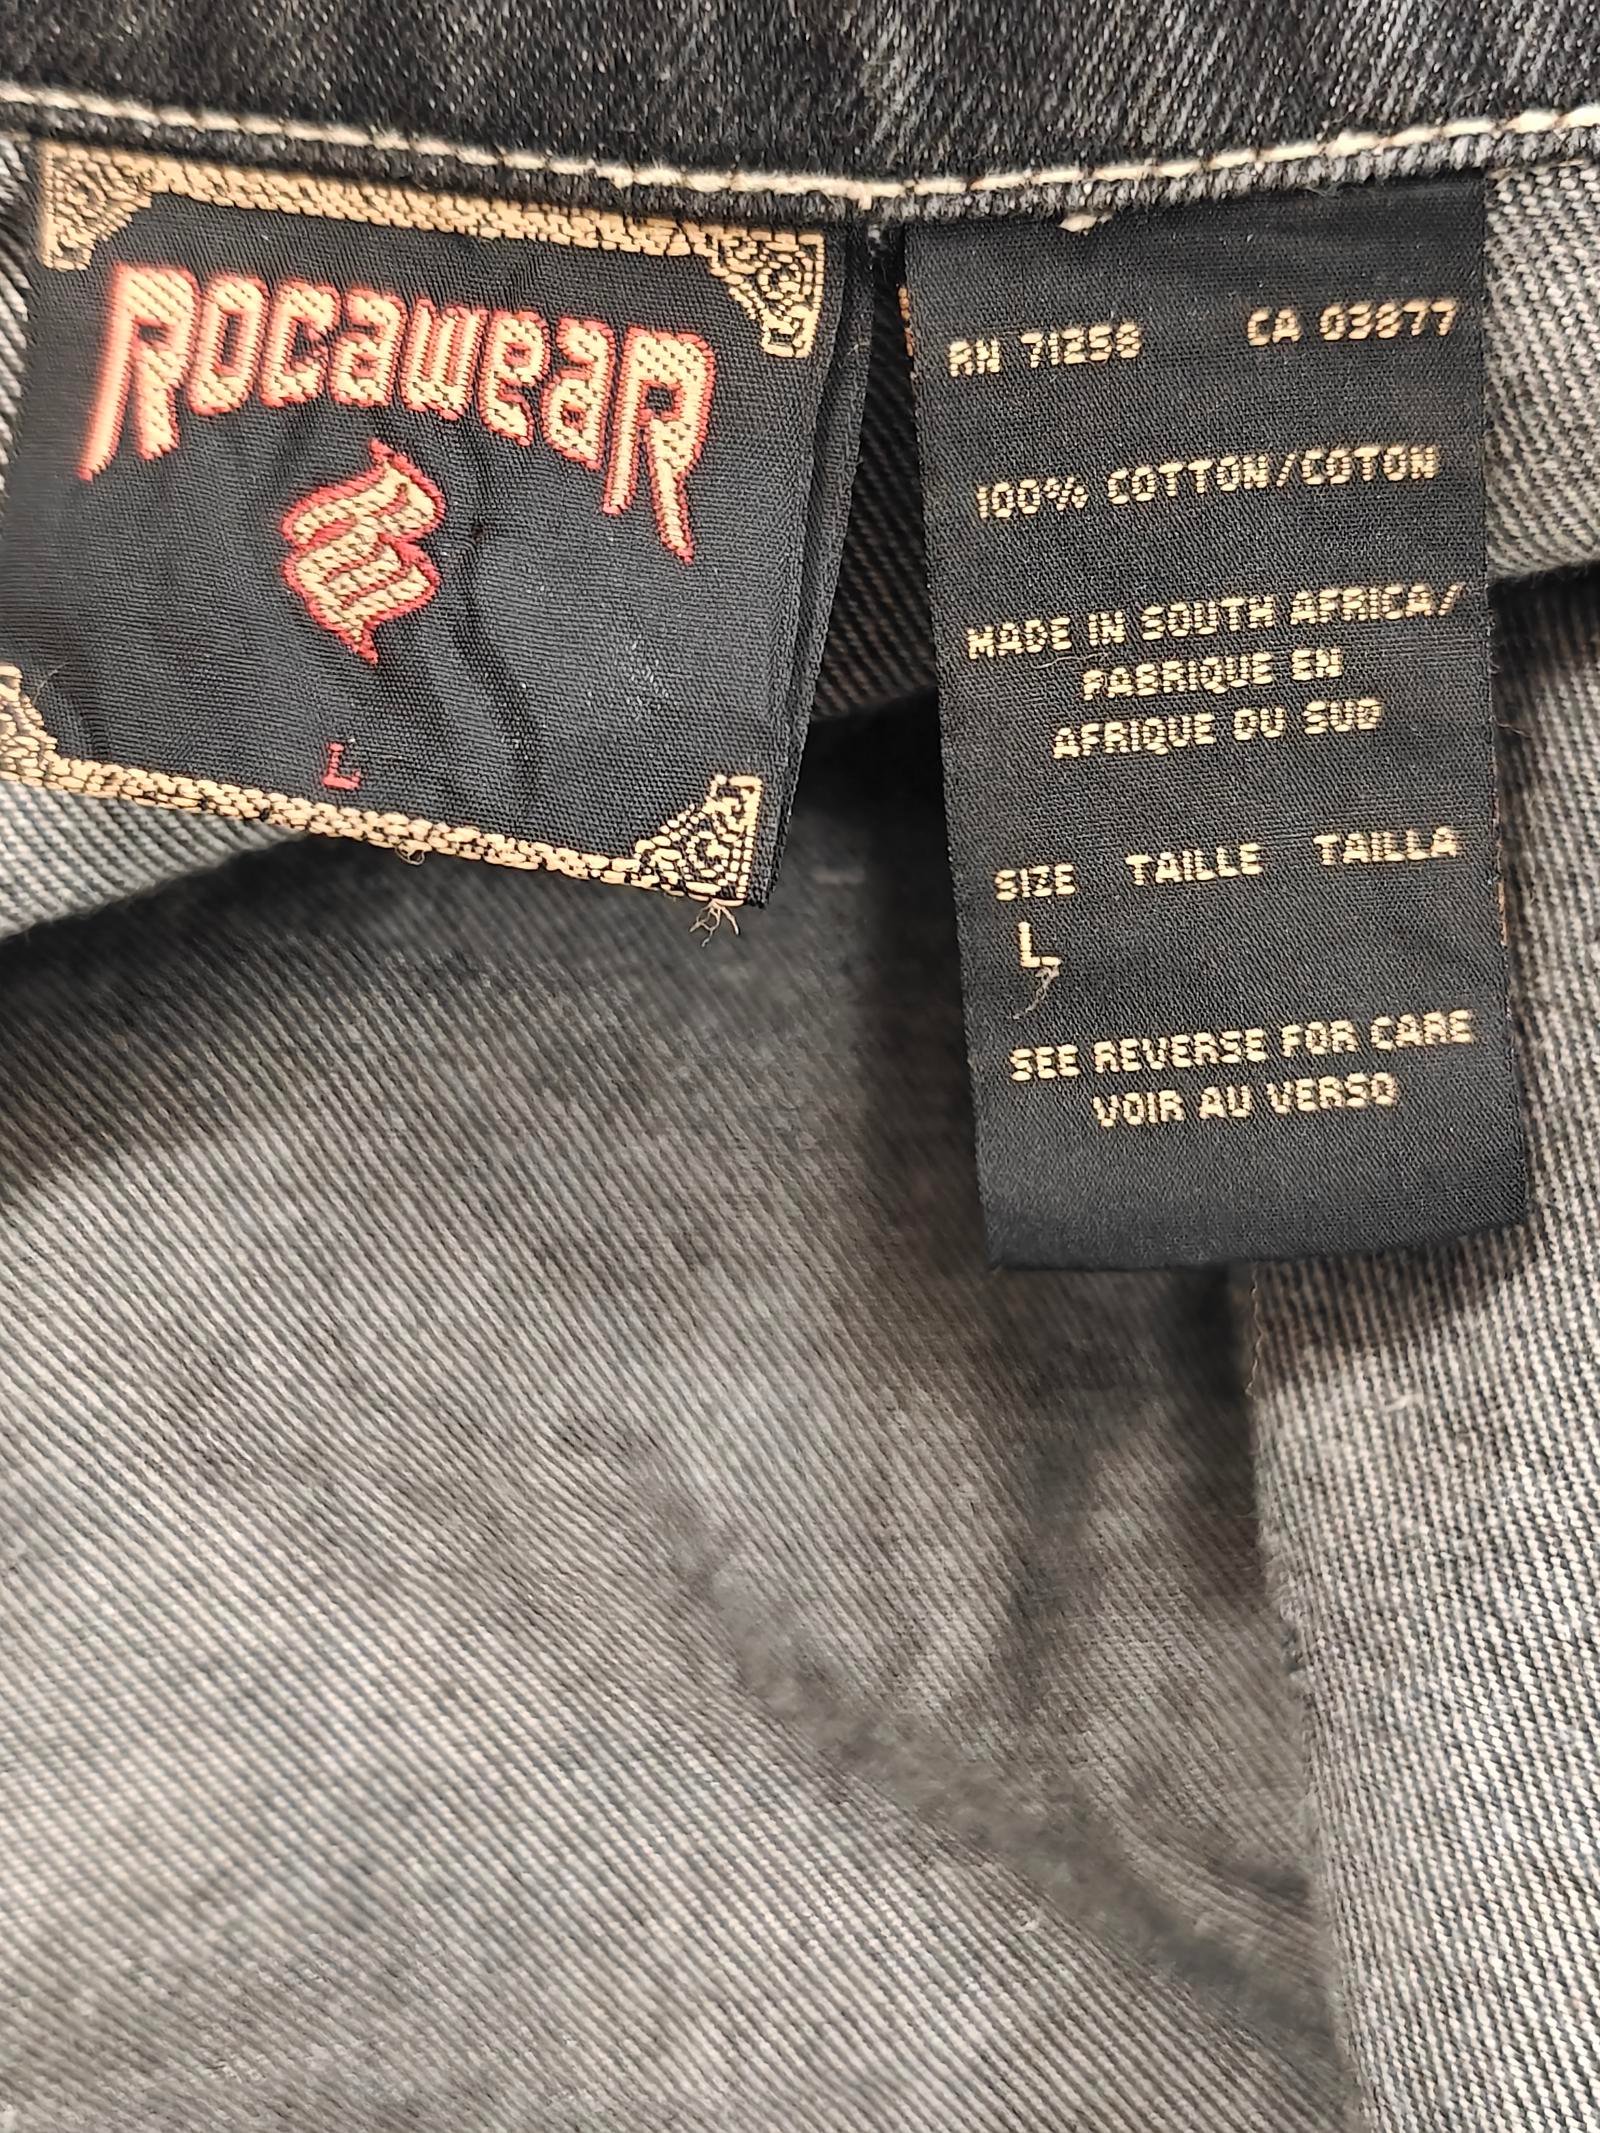 ROCAWEAR
L
RN 71258 CA 03877
100% COTTON/COTON
MADE IN SOUTH AFRICA/
FABRIQUE EN
AFRIQUE DU SUD
SIZE TAILLE TAILLA
L
SEE REVERSE FOR CARE
VOIR AU VERSO